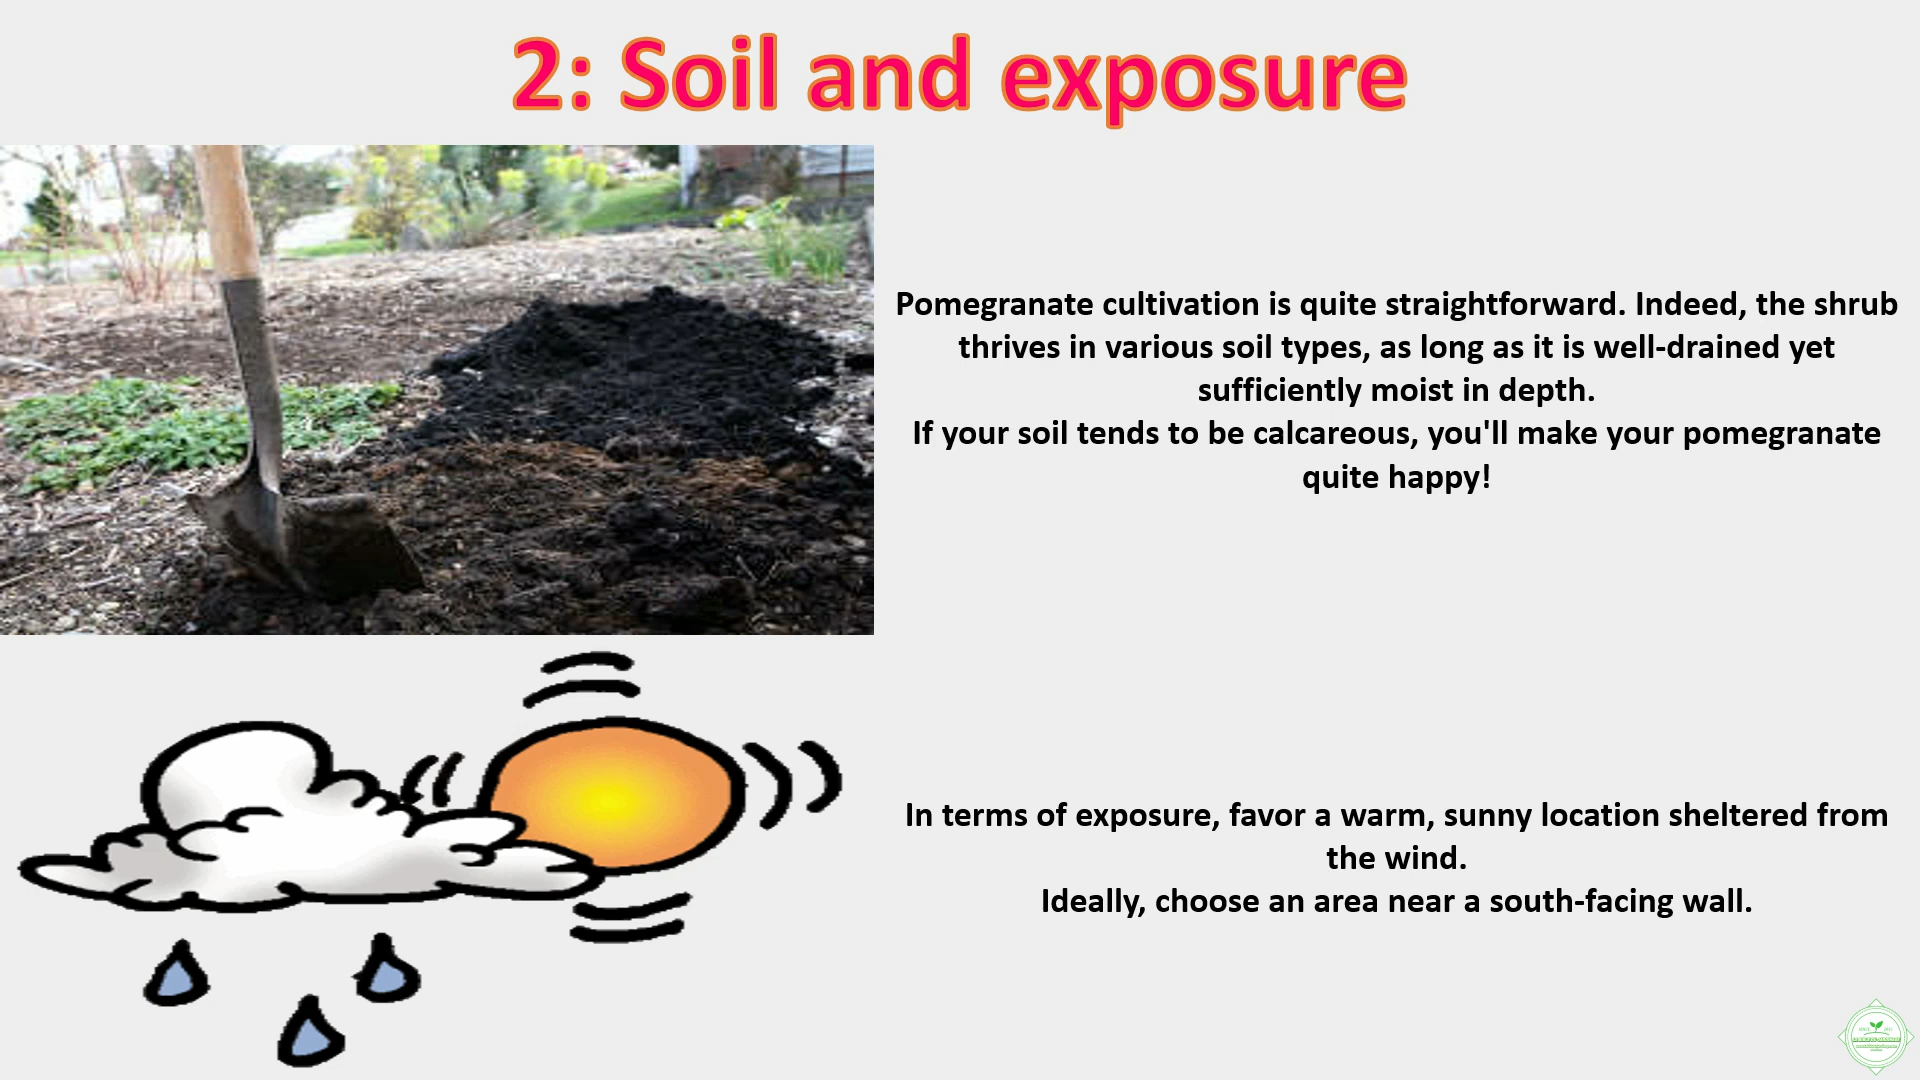 2: Soil and exposure
Pomegranate cultivation is quite straightforward. Indeed, the shrub
thrives in various soil types, as long as it is well-drained yet
sufficiently moist in depth.
If your soil tends to be calcareous, you'll make your pomegranate
quite happy!
In terms of exposure, favor a warm, sunny location sheltered from
the wind.
Ideally, choose an area near a south-facing wall.